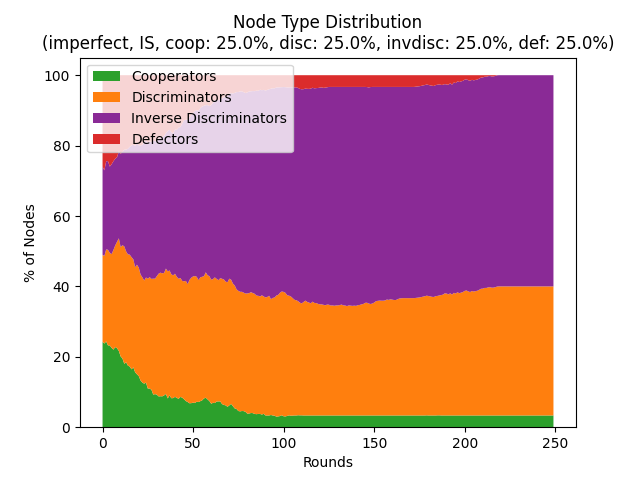 Node Type Distribution
(imperfect, IS, coop: 25.0%, disc: 25.0%, invdisc: 25.0%, def: 25.0%)
Cooperators
Discriminators
Inverse Discriminators
Defectors
% of Nodes
100
80
60
40
20
0
0 50 100 150 200 250
Rounds